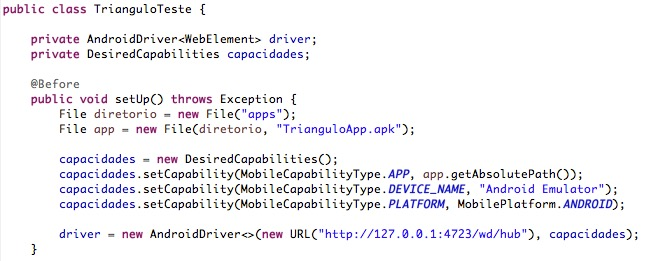 public class TrianguloTeste {
private AndroidDriver<WebElement> driver;
private DesiredCapabilities capacidades;
@Before
public void setUp() throws Exception {
File diretorio = new File("apps");
File app = new File(diretorio, "TrianguloApp.apk");
capacidades = new DesiredCapabilities();
capacidades.setCapability(MobileCapabilityType.APP, app.getAbsolutePath());
capacidades.setCapability(MobileCapabilityType.DEVICE_NAME, "Android Emulator");
capacidades.setCapability(MobileCapabilityType.PLATFORM, MobilePlatform.ANDROID);
driver = new AndroidDriver<>(new URL("http://127.0.0.1:4723/wd/hub"), capacidades);
}